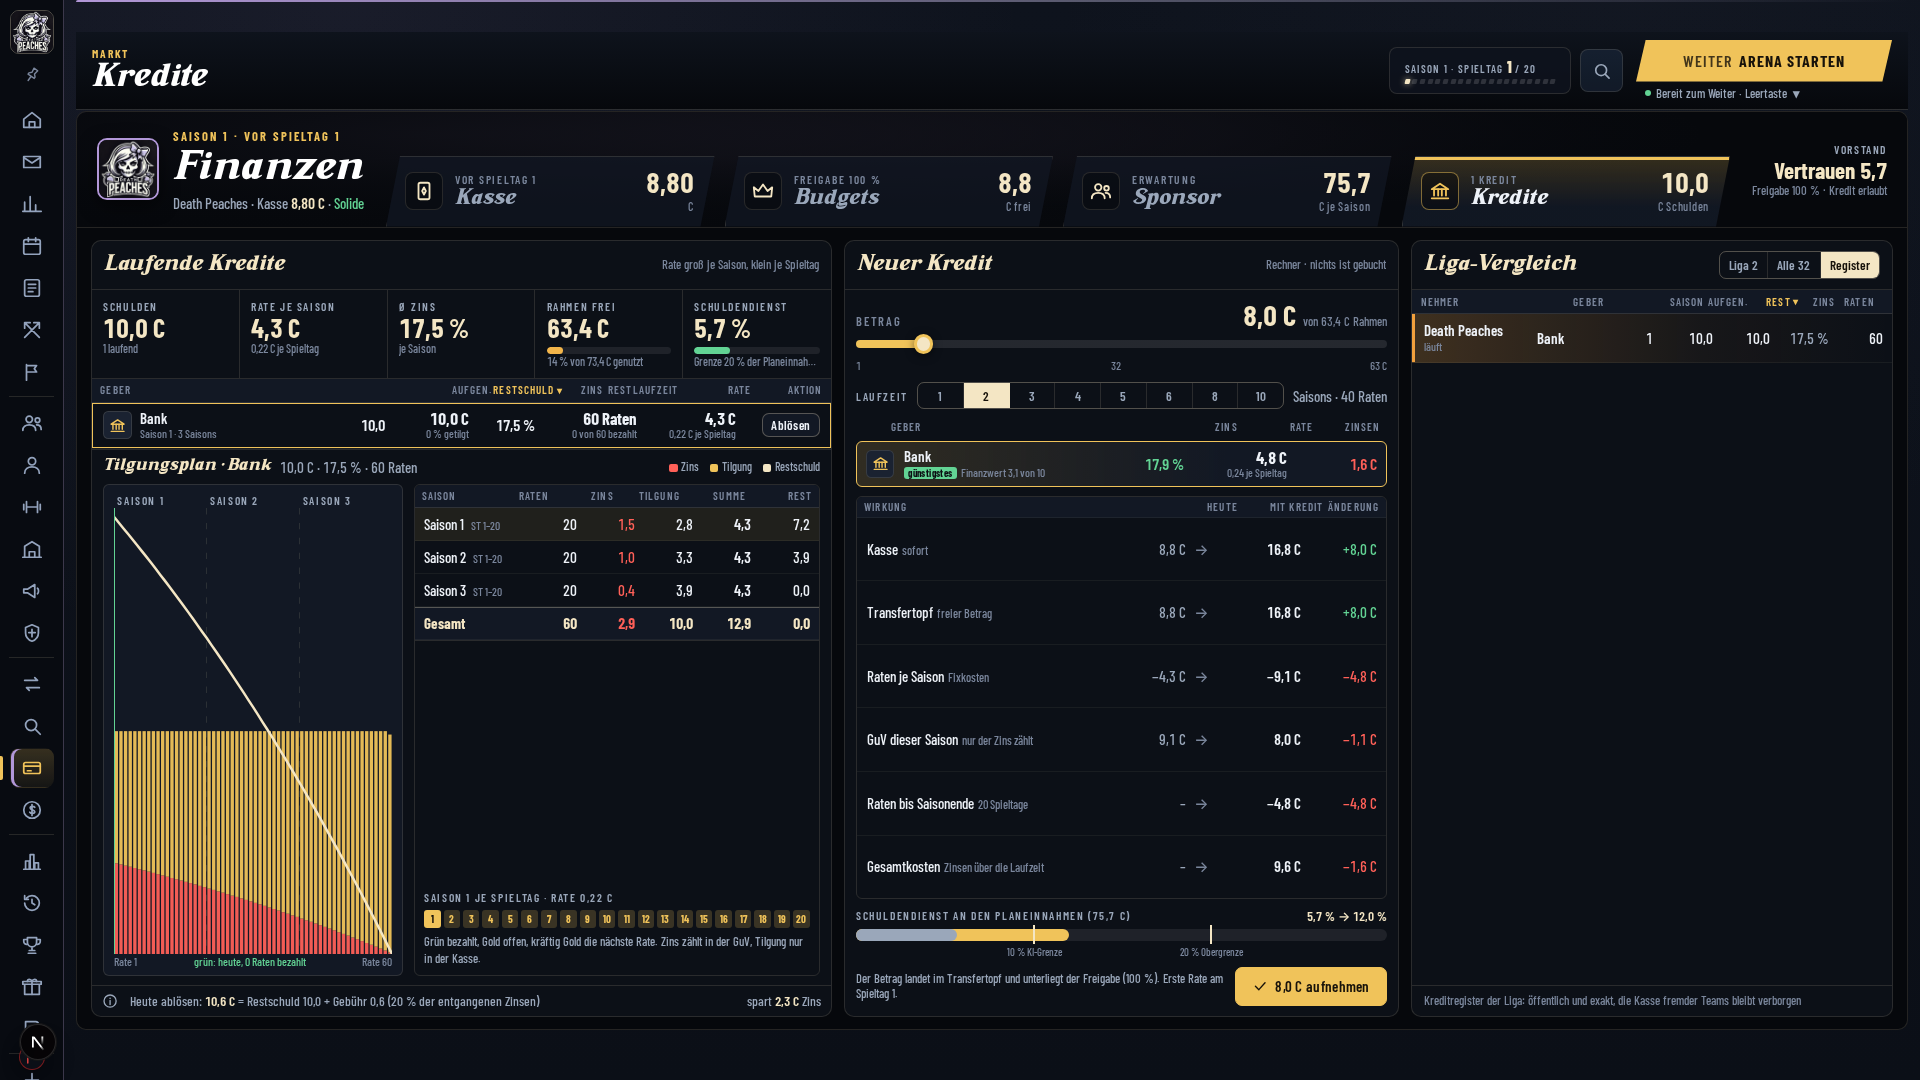 MARKT
Kredite
SAISON 1 · SPIELTAG 1 / 20
WEITER ARENA STARTEN
Bereit zum Weiter · Leertaste ▼
PEACHES
SAISON 1 · VOR SPIELTAG 1
Finanzen
Death Peaches · Kasse 8,80 C · Solide
VOR SPIELTAG 1
Kasse
8,80
C
FREIGABE 100 %
Budgets
8,8
C frei
ERWARTUNG
Sponsor
75,7
C je Saison
1 KREDIT
Kredite
10,0
C Schulden
VORSTAND
Vertrauen 5,7
Freigabe 100 % · Kredit erlaubt
Laufende Kredite
Rate groß je Saison, klein je Spieltag
SCHULDEN
10,0 C
1 laufend
RATE JE SAISON
4,3 C
0,22 C je Spieltag
Ø ZINS
17,5 %
je Saison
RAHMEN FREI
63,4 C
14 % von 73,4 C genutzt
SCHULDENDIENST
5,7 %
Grenze 20 % der Planeinnah...
GEBER AUFGEN. RESTSCHULD ▼ ZINS RESTLAUFZEIT RATE AKTION
Bank 10,0 10,0 C 17,5 % 60 Raten 4,3 C Ablösen
Saison 1 · 3 Saisons 0 % getilgt 0 von 60 bezahlt 0,22 C je Spieltag
Tilgungsplan · Bank 10,0 C · 17,5 % · 60 Raten
Zins Tilgung Restschuld
SAISON 1 SAISON 2 SAISON 3
Rate 1 grün: heute, 0 Raten bezahlt Rate 60
SAISON RATEN ZINS TILGUNG SUMME REST
Saison 1 ST 1–20 20 1,5 2,8 4,3 7,2
Saison 2 ST 1–20 20 1,0 3,3 4,3 3,9
Saison 3 ST 1–20 20 0,4 3,9 4,3 0,0
Gesamt 60 2,9 10,0 12,9 0,0
SAISON 1 JE SPIELTAG · RATE 0,22 C
1 2 3 4 5 6 7 8 9 10 11 12 13 14 15 16 17 18 19 20
Grün bezahlt, Gold offen, kräftig Gold die nächste Rate. Zins zählt in der GuV, Tilgung nur
in der Kasse.
Heute ablösen: 10,6 C = Restschuld 10,0 + Gebühr 0,6 (20 % der entgangenen Zinsen)
spart 2,3 C Zins
Neuer Kredit
Rechner · nichts ist gebucht
BETRAG 8,0 C von 63,4 C Rahmen
1 32 63 C
LAUFZEIT 1 2 3 4 5 6 8 10 Saisons · 40 Raten
GEBER ZINS RATE ZINSEN
Bank 17,9 % 4,8 C 1,6 C
günstigstes Finanzwert 3,1 von 10 0,24 je Spieltag
WIRKUNG HEUTE MIT KREDIT ÄNDERUNG
Kasse sofort 8,8 C → 16,8 C +8,0 C
Transfertopf freier Betrag 8,8 C → 16,8 C +8,0 C
Raten je Saison Fixkosten −4,3 C → −9,1 C −4,8 C
GuV dieser Saison nur der Zins zählt 9,1 C → 8,0 C −1,1 C
Raten bis Saisonende 20 Spieltage – → −4,8 C −4,8 C
Gesamtkosten Zinsen über die Laufzeit – → 9,6 C −1,6 C
SCHULDENDIENST AN DEN PLANEINNAHMEN (75,7 C) 5,7 % → 12,0 %
10 % KI-Grenze 20 % Obergrenze
Der Betrag landet im Transfertopf und unterliegt der Freigabe (100 %). Erste Rate am
Spieltag 1.
8,0 C aufnehmen
Liga-Vergleich
Liga 2 Alle 32 Register
NEHMER GEBER SAISON AUFGEN. REST ▼ ZINS RATEN
Death Peaches Bank 1 10,0 10,0 17,5 % 60
läuft
Kreditregister der Liga: öffentlich und exakt, die Kasse fremder Teams bleibt verborgen
N